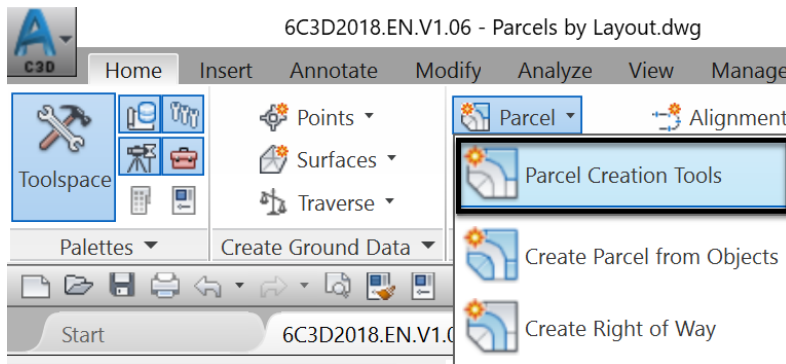 6C3D2018.EN.V1.06 - Parcels by Layout.dwg
C3D
Home Insert Annotate Modify Analyze View Manage
Toolspace
Points
Surfaces
Traverse
Parcel
Alignment
Parcel Creation Tools
Create Parcel from Objects
Create Right of Way
Palettes
Create Ground Data
Start
6C3D2018.EN.V1.0